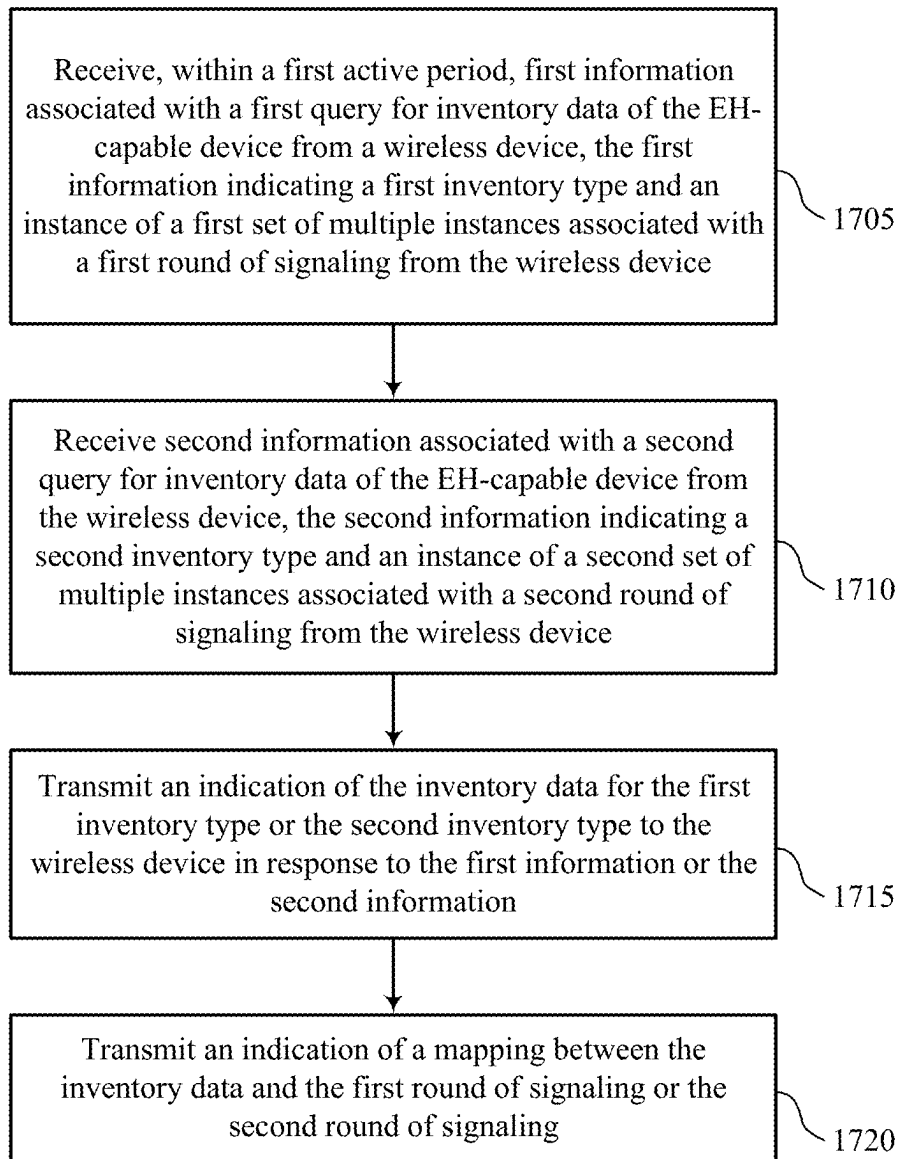 Receive, within a first active period, first information
associated with a first query for inventory data of the EH-
capable device from a wireless device, the first
information indicating a first inventory type and an
instance of a first set of multiple instances associated with
a first round of signaling from the wireless device
1705
Receive second information associated with a second
query for inventory data of the EH-capable device from
the wireless device, the second information indicating a
second inventory type and an instance of a second set of
multiple instances associated with a second round of
signaling from the wireless device
1710
Transmit an indication of the inventory data for the first
inventory type or the second inventory type to the
wireless device in response to the first information or the
second information
1715
Transmit an indication of a mapping between the
inventory data and the first round of signaling or the
second round of signaling
1720